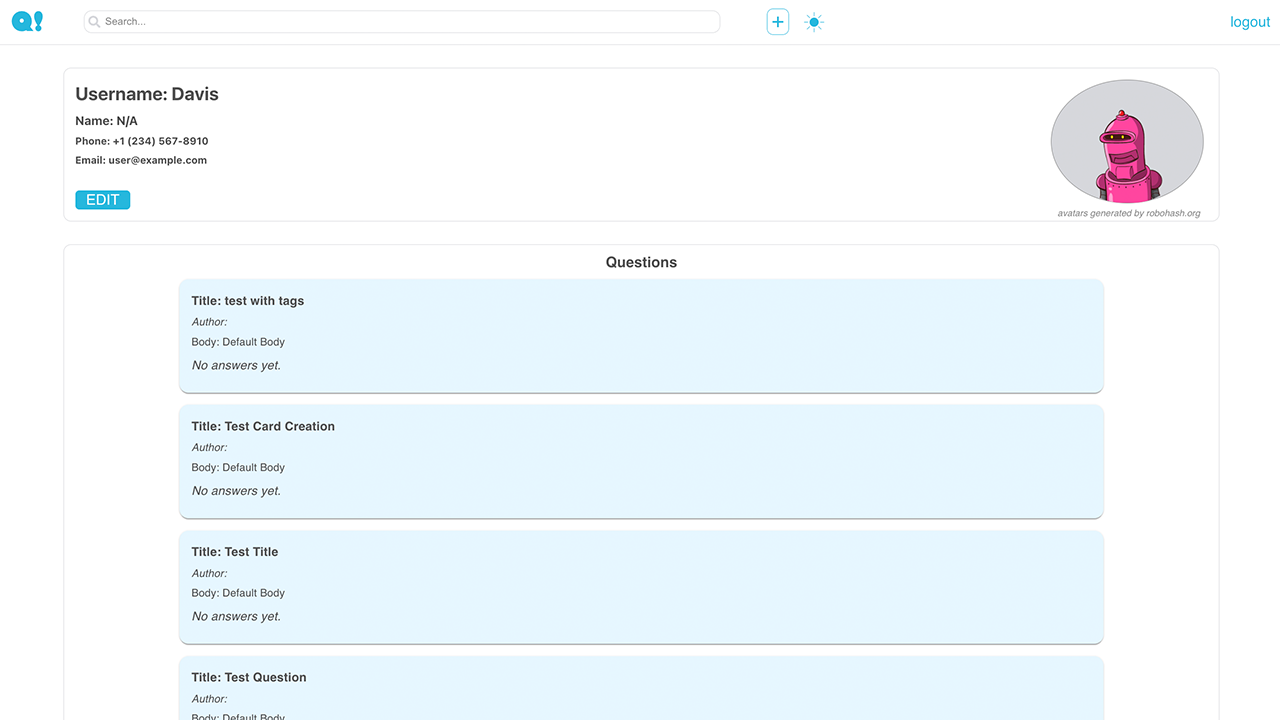 Q!
Search...
logout
Username: Davis
Name: N/A
Phone: +1 (234) 567-8910
Email: user@example.com
EDIT
avatars generated by robohash.org
Questions
Title: test with tags
Author:
Body: Default Body
No answers yet.
Title: Test Card Creation
Author:
Body: Default Body
No answers yet.
Title: Test Title
Author:
Body: Default Body
No answers yet.
Title: Test Question
Author:
Body: Default Body